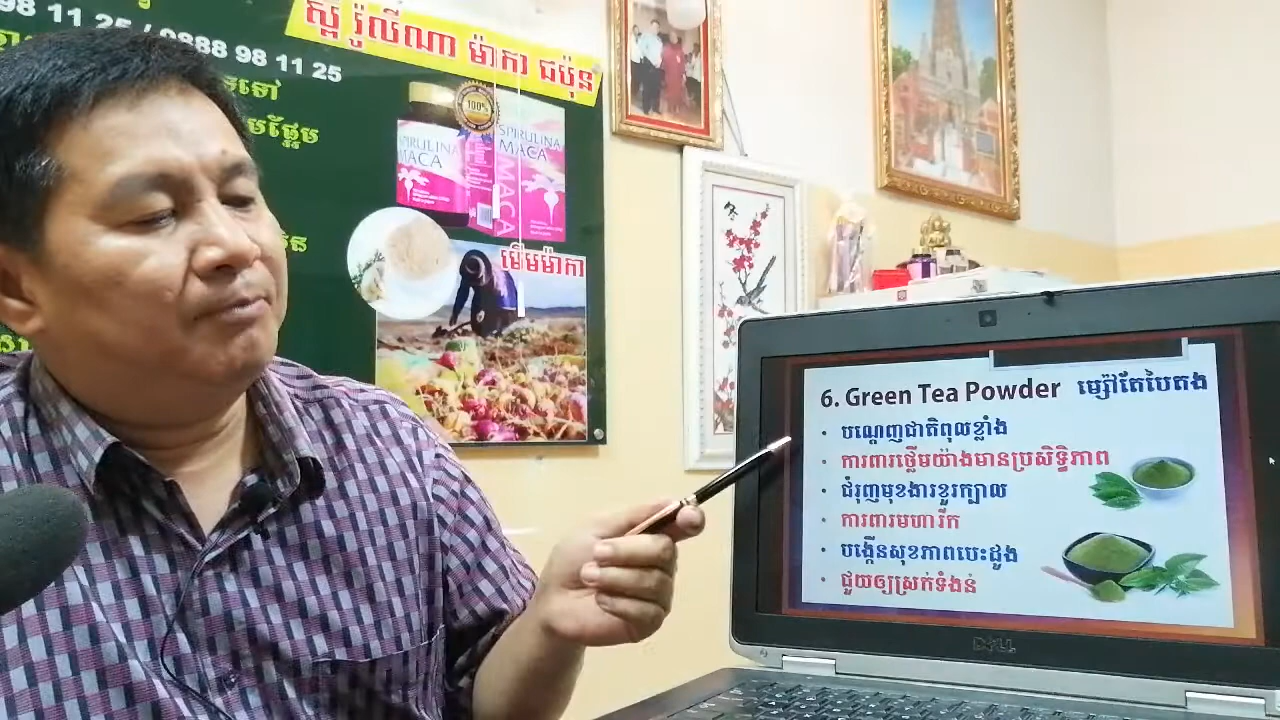 98 11 25 / 0888 98 11 25
ស្ពី រ៉ូលីណា ម៉ាកា ជប៉ុន
100%
SPIRULINA
MACA
SPIRULINA
MACA
MACA
មើមម៉ាកា
6. Green Tea Powder ម្សៅតែបៃតង
• បណ្តេញជាតិពុលខ្លាំង
• ការពារថ្លើមយ៉ាងមានប្រសិទ្ធិភាព
• ជំរុញមុខងារខួរក្បាល
• ការពារមហារីក
• បង្កើនសុខភាពបេះដូង
• ជួយឲ្យស្រក់ទំងន់
DELL